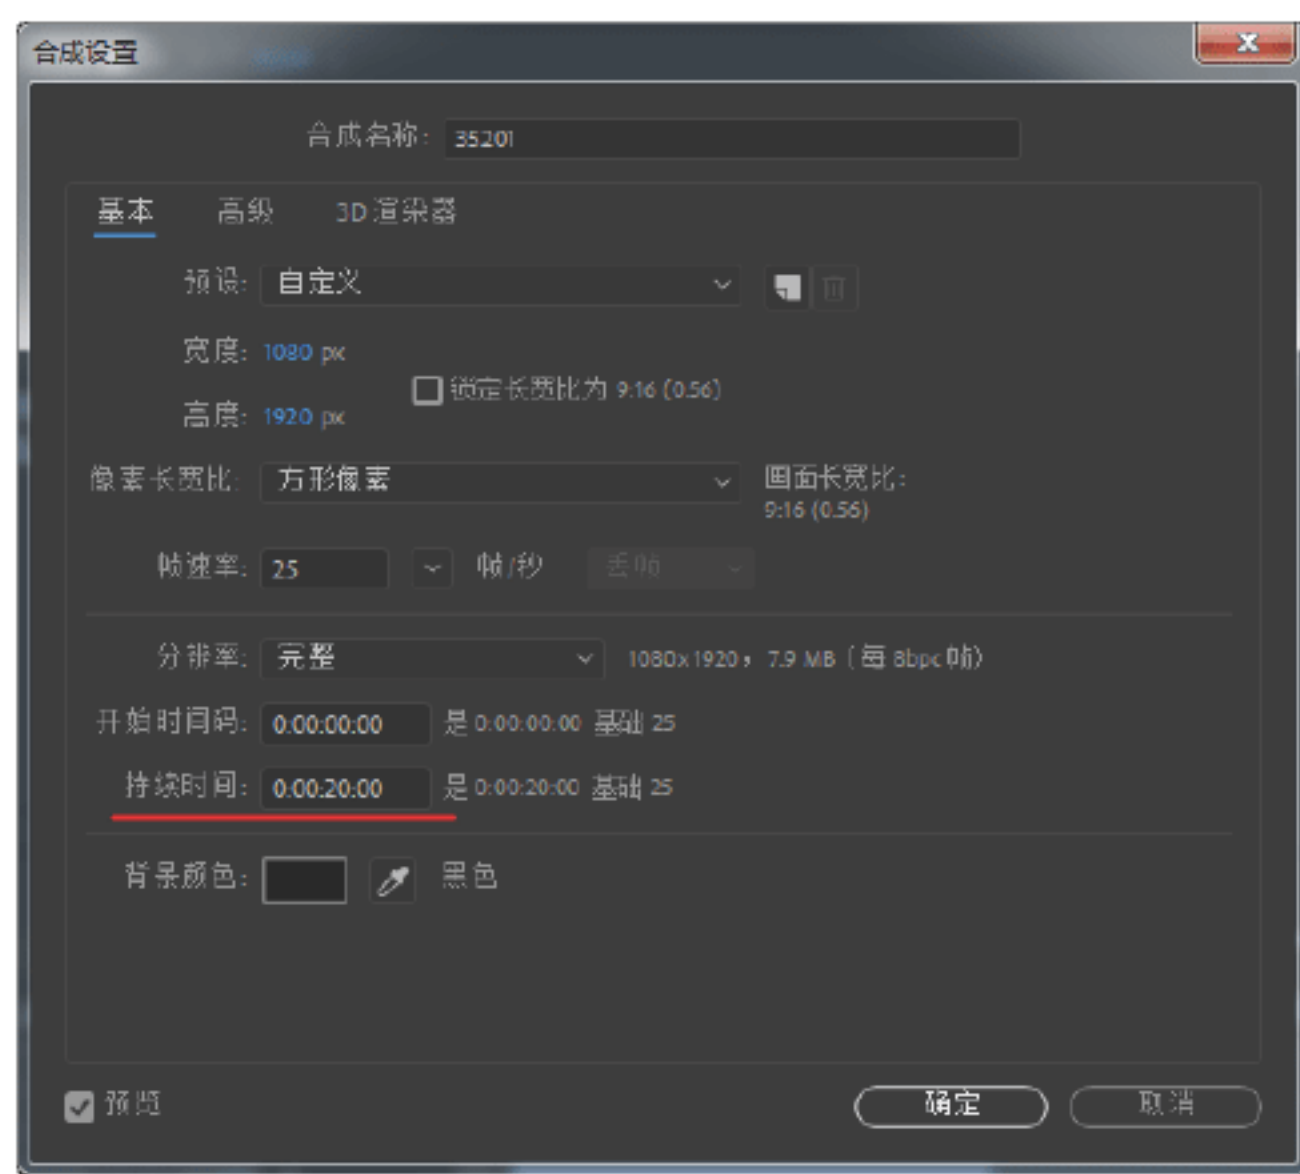 合成设置
合成名称: 35201
基本 高级 3D 渲染器
预设: 自定义
宽度: 1080 px
锁定长宽比为 9:16 (0.56)
高度: 1920 px
像素长宽比: 方形像素 画面长宽比:
9:16 (0.56)
帧速率: 25 帧/秒 丢帧
分辨率: 完整 1080x1920，7.9 MB（每 8bpc 帧）
开始时间码: 0:00:00:00 是 0:00:00:00 基础 25
持续时间: 0:00:20:00 是 0:00:20:00 基础 25
背景颜色: 黑色
预览 确定 取消